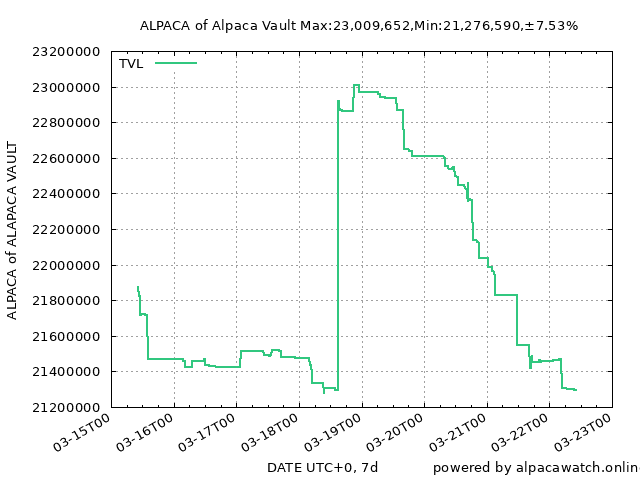 ALPACA of Alpaca Vault Max:23,009,652,Min:21,276,590,±7.53%
TVL
ALPACA of ALAPACA VAULT
23200000
23000000
22800000
22600000
22400000
22200000
22000000
21800000
21600000
21400000
21200000
03-15T00
03-16T00
03-17T00
03-18T00
03-19T00
03-20T00
03-21T00
03-22T00
03-23T00
DATE UTC+0, 7d
powered by alpacawatch.onlin